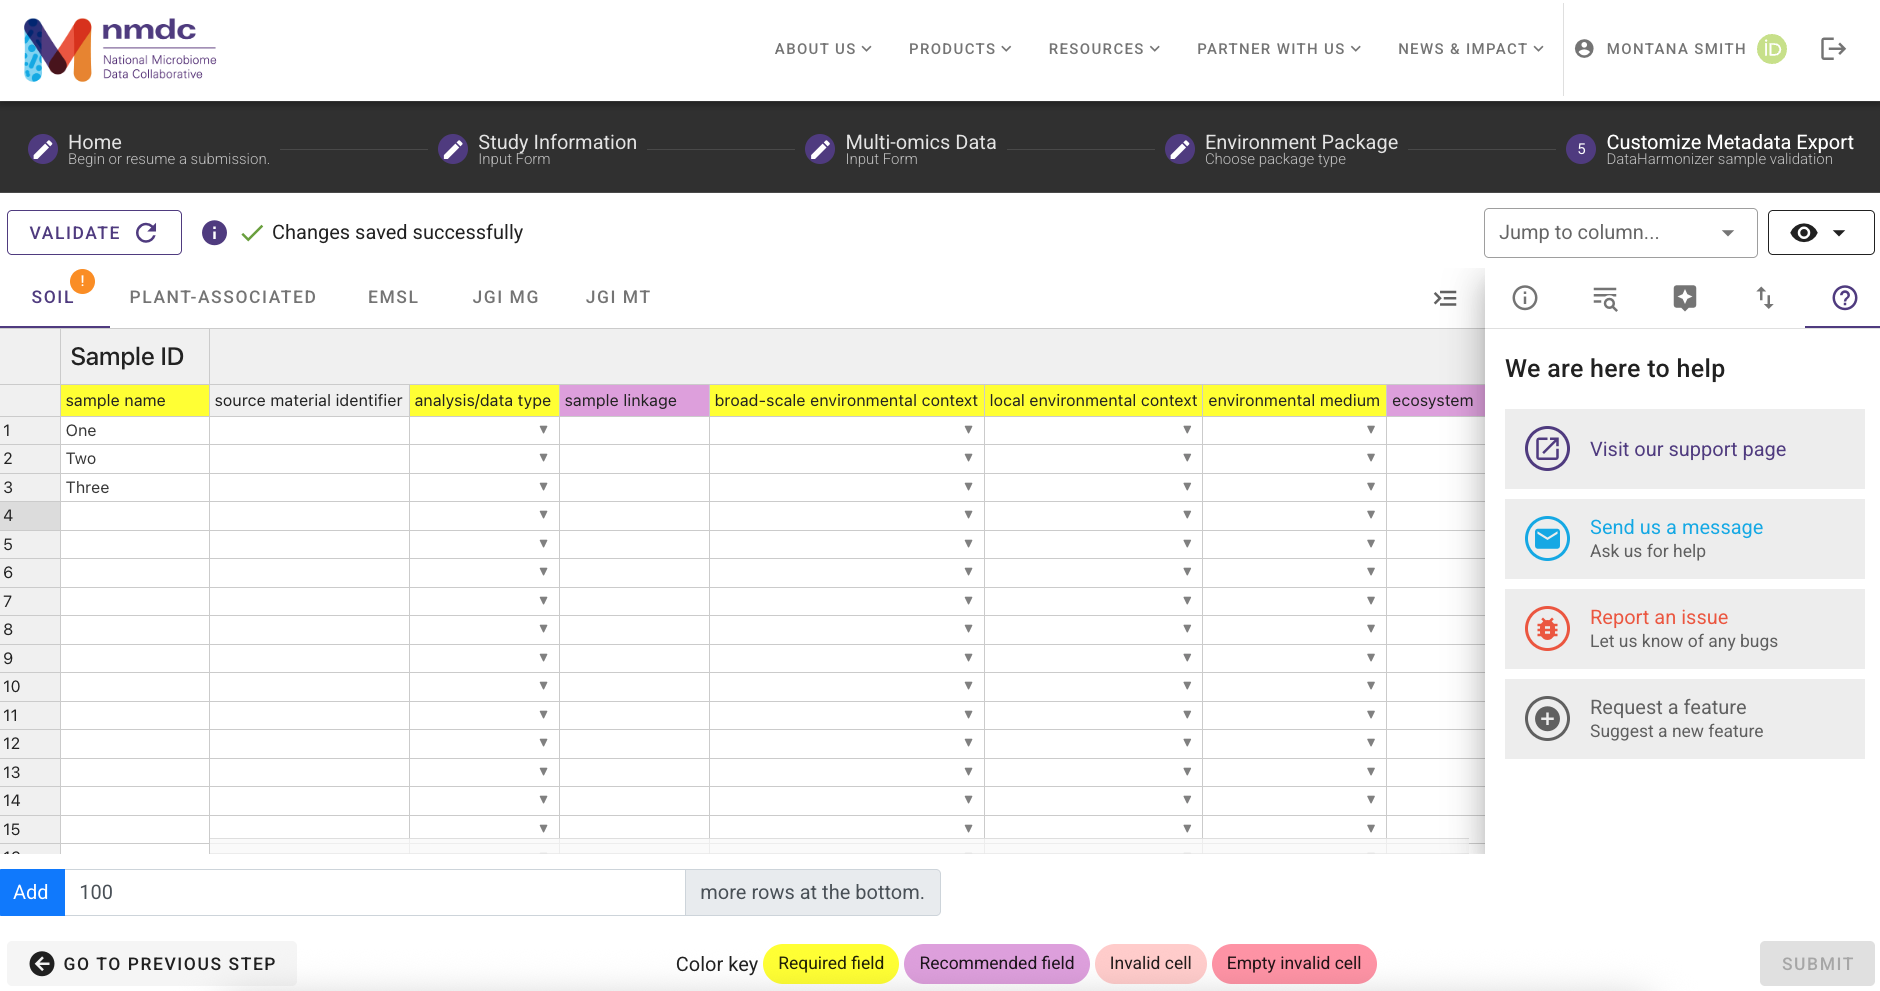 nmdc
National Microbiome
Data Collaborative
ABOUT US
PRODUCTS
RESOURCES
PARTNER WITH US
NEWS & IMPACT
MONTANA SMITH
iD
Home
Begin or resume a submission.
Study Information
Input Form
Multi-omics Data
Input Form
Environment Package
Choose package type
5
Customize Metadata Export
DataHarmonizer sample validation
VALIDATE
Changes saved successfully
Jump to column...
SOIL
!
PLANT-ASSOCIATED
EMSL
JGI MG
JGI MT
Sample ID
sample name
source material identifier
analysis/data type
sample linkage
broad-scale environmental context
local environmental context
environmental medium
ecosystem
1 One
2 Two
3 Three
4
5
6
7
8
9
10
11
12
13
14
15
We are here to help
Visit our support page
Send us a message
Ask us for help
Report an issue
Let us know of any bugs
Request a feature
Suggest a new feature
Add 100 more rows at the bottom.
GO TO PREVIOUS STEP
Color key
Required field
Recommended field
Invalid cell
Empty invalid cell
SUBMIT